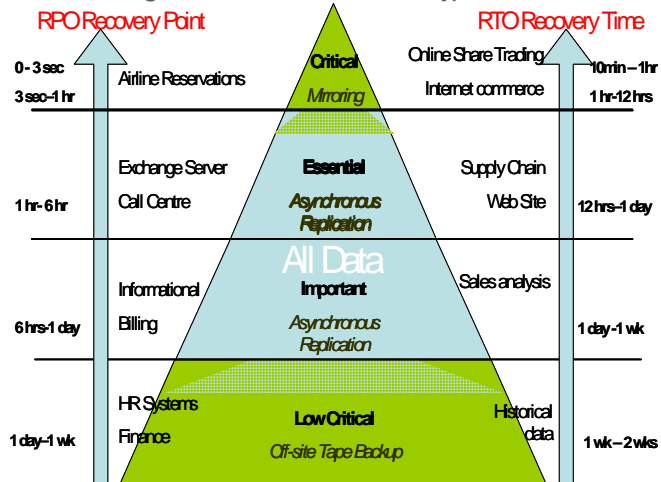 RPO Recovery Point
RTO Recovery Time
0 - 3 sec
Airline Reservations
3 sec–1 hr
Critical
Mirroring
Online Share Trading
10min – 1hr
Internet commerce
1 hr-12 hrs
Exchange Server
Call Centre
1 hr- 6 hr
Essential
Asynchronous
Replication
Supply Chain
Web Site
12 hrs–1 day
All Data
Informational
Billing
6 hrs-1 day
Important
Asynchronous
Replication
Sales analysis
1 day -1 wk
HR Systems
Finance
1 day–1 wk
Low Critical
Off-site Tape Backup
Historical
data
1 wk – 2 wks